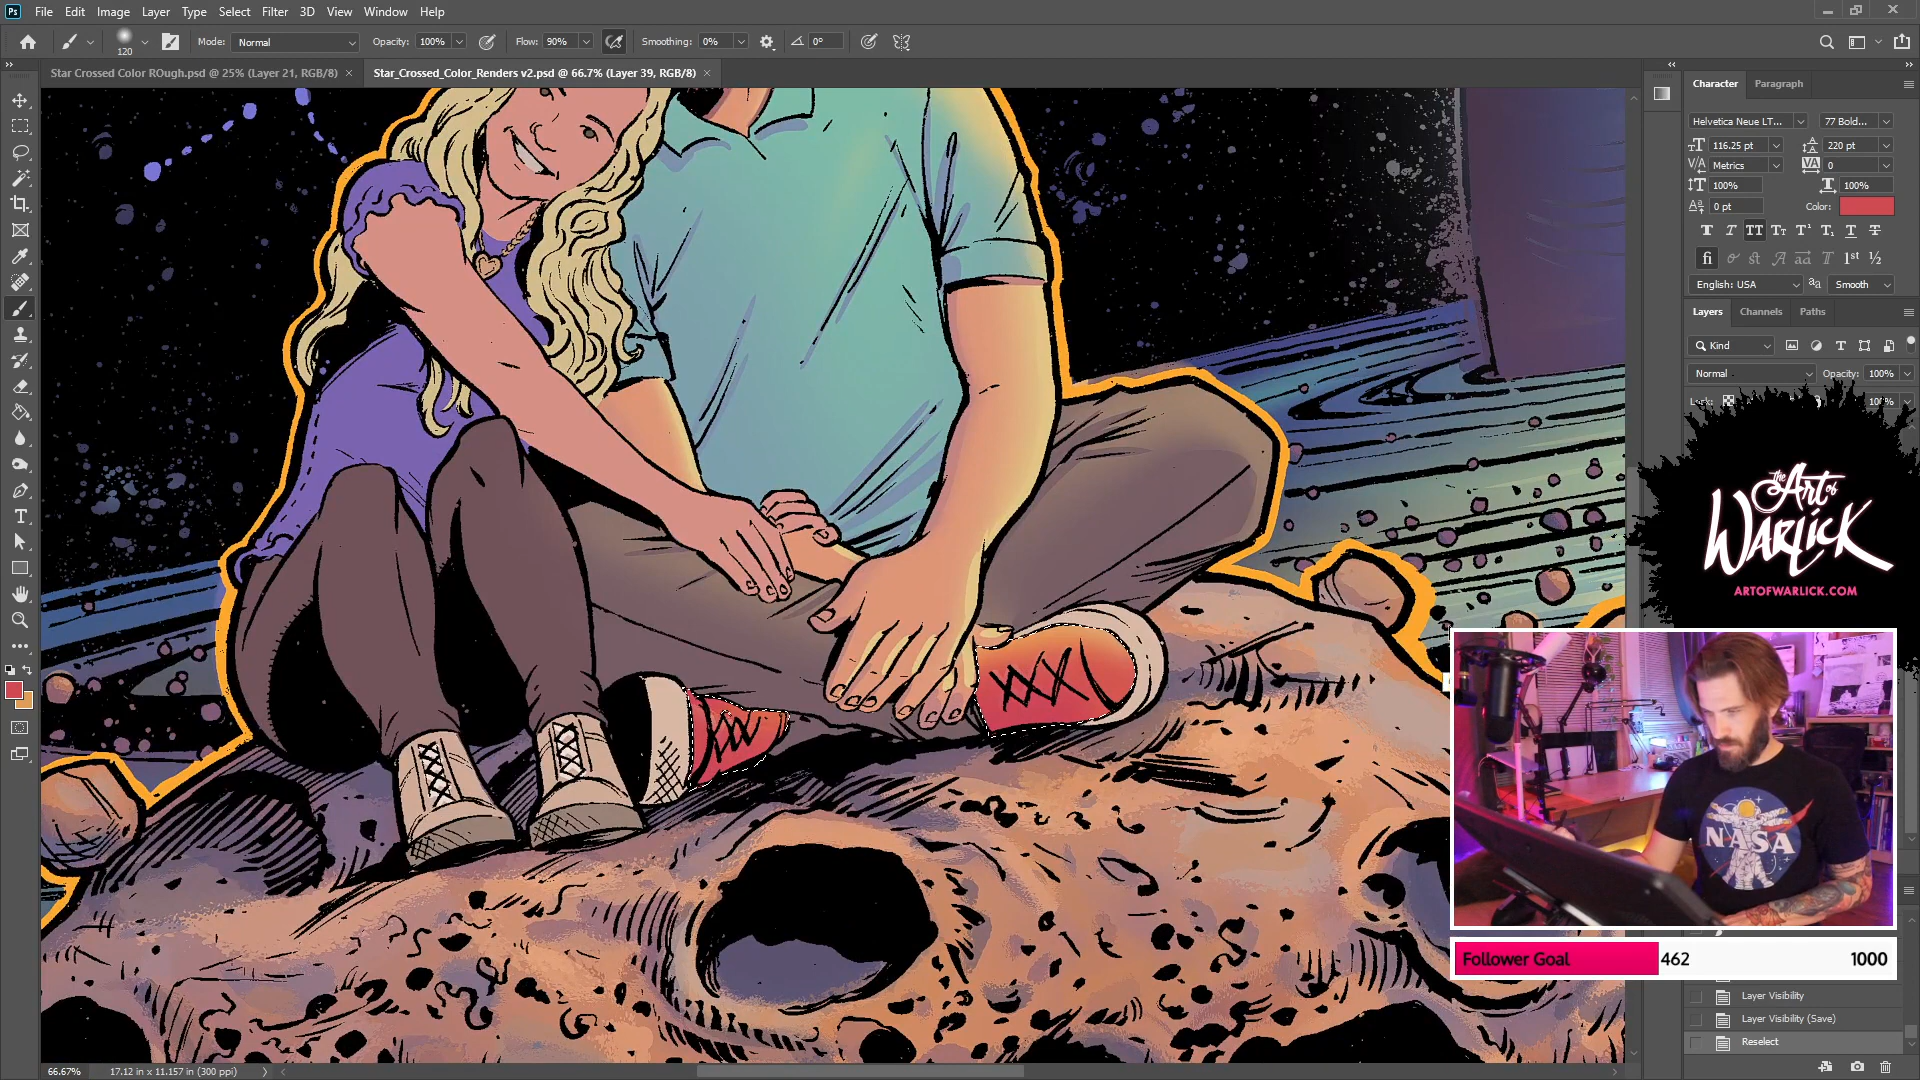 Ps File Edit Image Layer Type Select Filter 3D View Window Help
120 Mode: Normal Opacity: 100% Flow: 90% Smoothing: 0% 0°
Star Crossed Color ROugh.psd @ 25% (Layer 21, RGB/8) × Star_Crossed_Color_Renders v2.psd @ 66.7% (Layer 39, RGB/8) ×
Character Paragraph
Helvetica Neue LT... 77 Bold...
116.25 pt 220 pt
Metrics 0
100% 100%
0 pt Color:
English: USA Smooth
Layers Channels Paths
Kind
Normal Opacity: 100%
100%
the Art of
Warlick
ARTOFWARLICK.COM
NASA
Follower Goal 462 1000
Layer Visibility
Layer Visibility (Save)
Reselect
66.67% 17.12 in x 11.157 in (300 ppi)